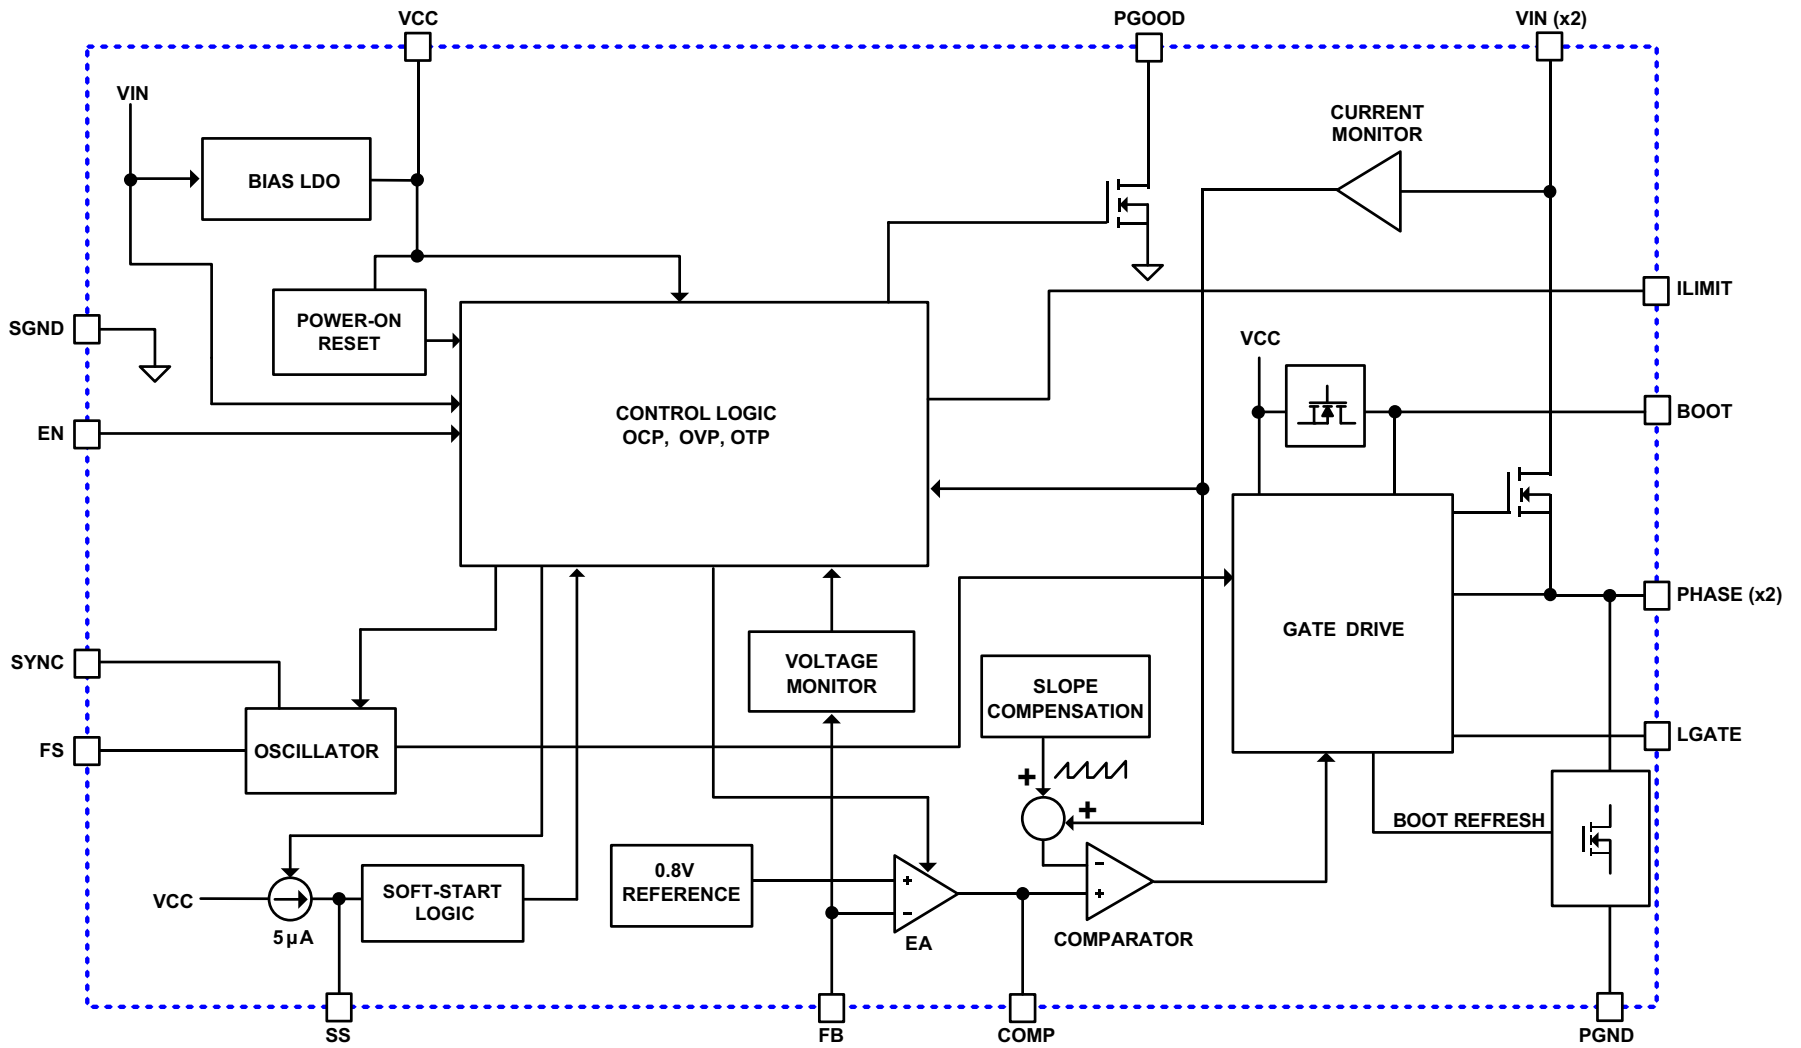 VCC
PGOOD
VIN (x2)
VIN
CURRENT
MONITOR
BIAS LDO
ILIMIT
POWER-ON
RESET
SGND
VCC
CONTROL LOGIC
OCP, OVP, OTP
BOOT
EN
PHASE (x2)
GATE DRIVE
SYNC
VOLTAGE
MONITOR
SLOPE
COMPENSATION
FS
OSCILLATOR
LGATE
+
+
BOOT REFRESH
0.8V
REFERENCE
+
−
EA
−
+
COMPARATOR
VCC
5µA
SOFT-START
LOGIC
SS
FB
COMP
PGND